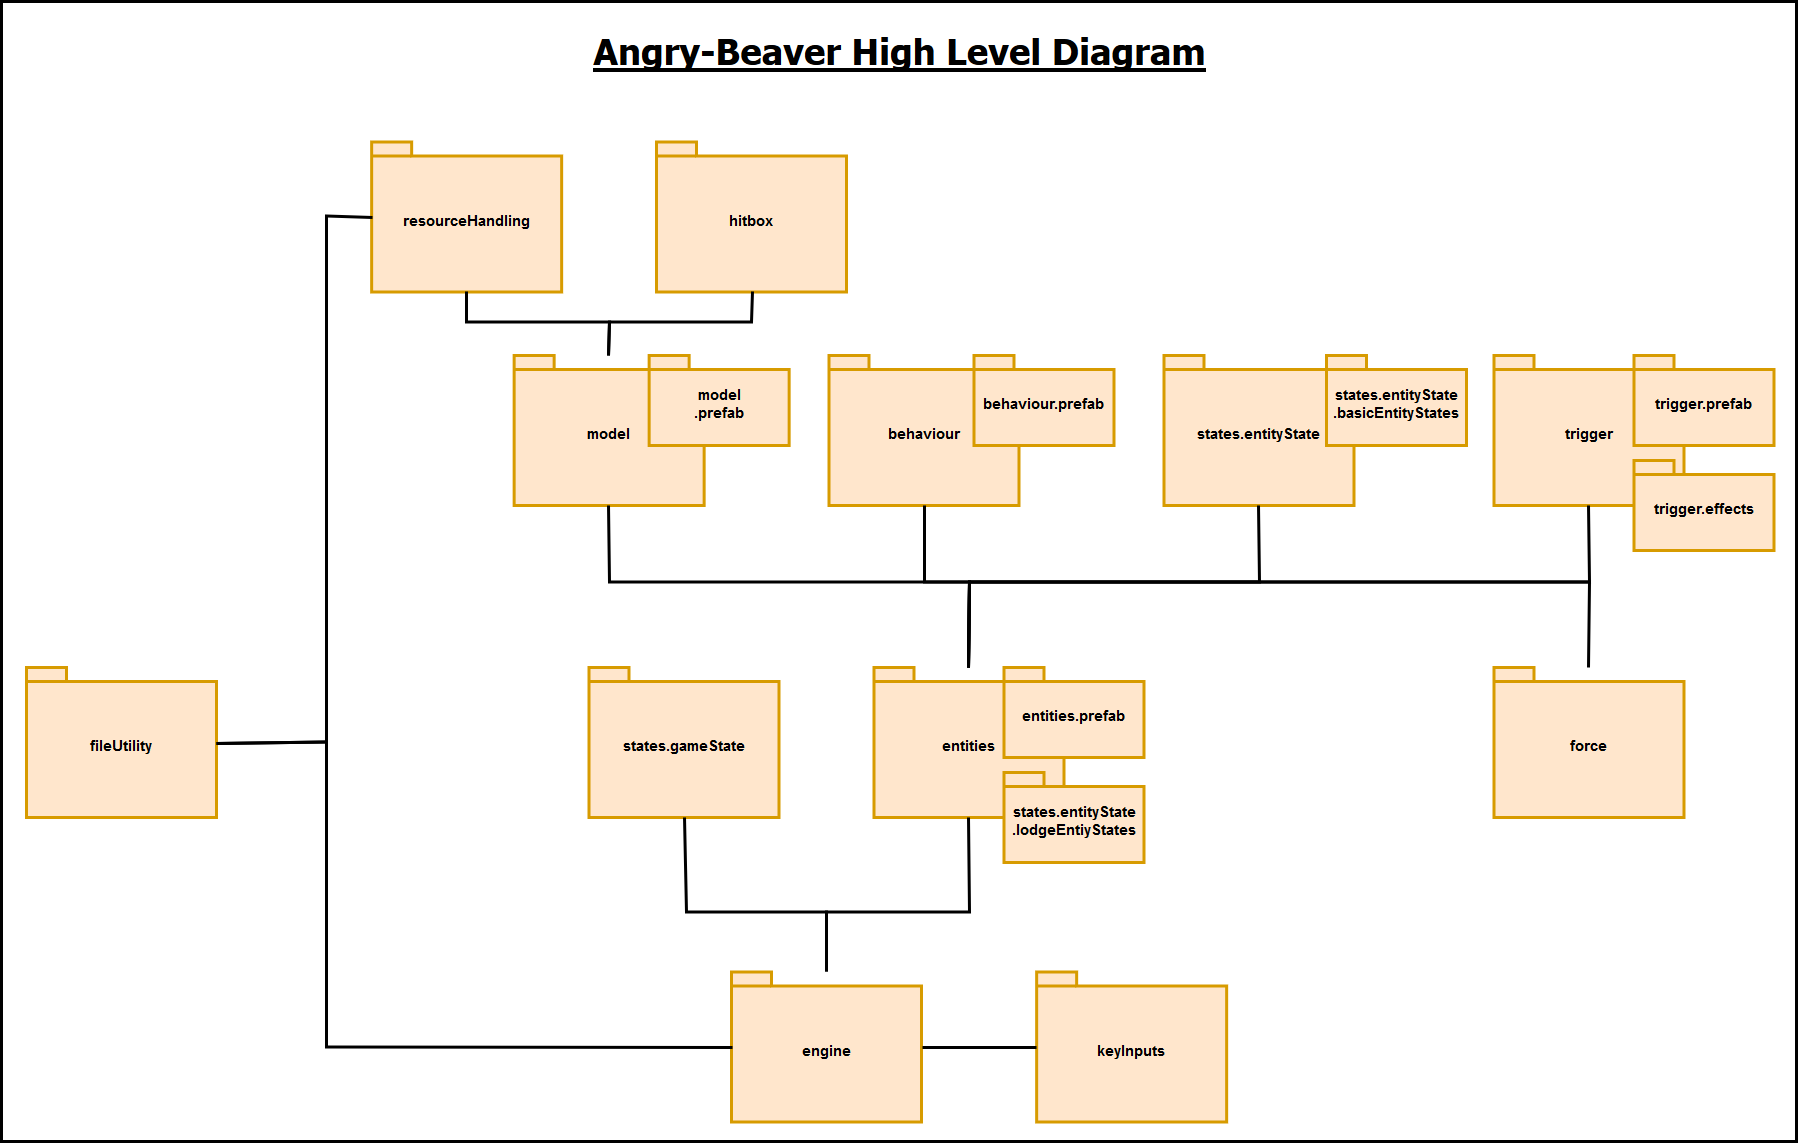 Angry-Beaver High Level Diagram
resourceHandling
hitbox
model
model
.prefab
behaviour
behaviour.prefab
states.entityState
states.entityState
.basicEntityStates
trigger
trigger.prefab
trigger.effects
fileUtility
states.gameState
entities
entities.prefab
states.entityState
.lodgeEntiyStates
force
engine
keyInputs